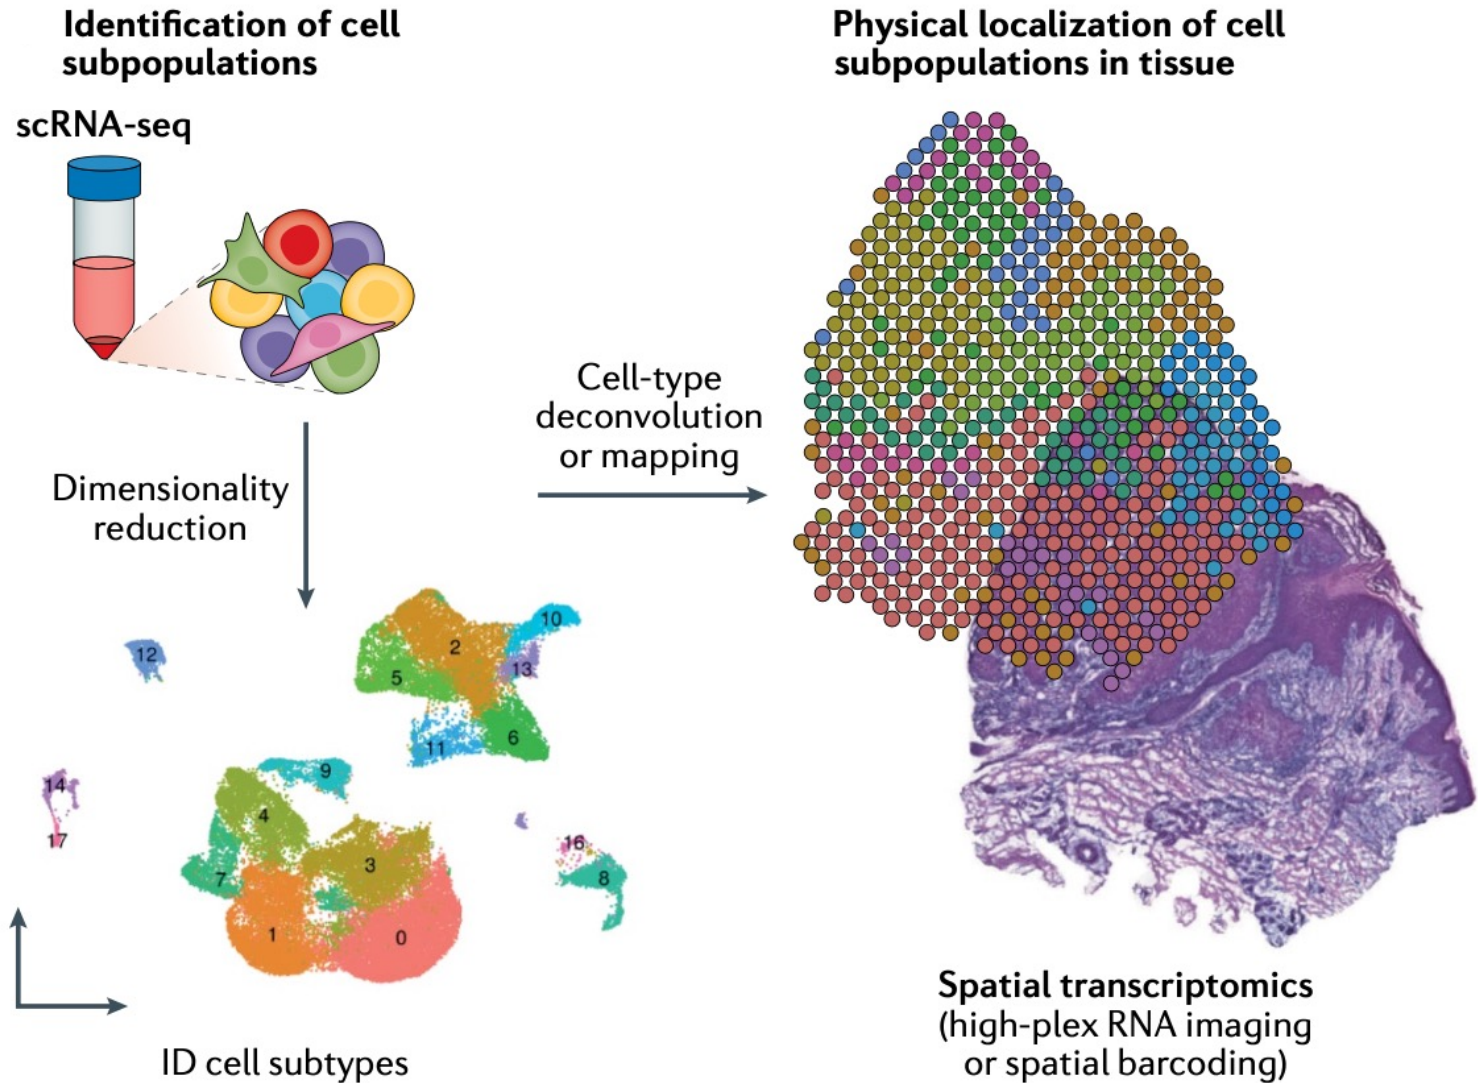 Identification of cell
subpopulations
scRNA-seq
Dimensionality
reduction
12
10
2
13
5
6
11
9
14
4
17
16
3
8
7
1
0
ID cell subtypes
Cell-type
deconvolution
or mapping
Physical localization of cell
subpopulations in tissue
Spatial transcriptomics
(high-plex RNA imaging
or spatial barcoding)